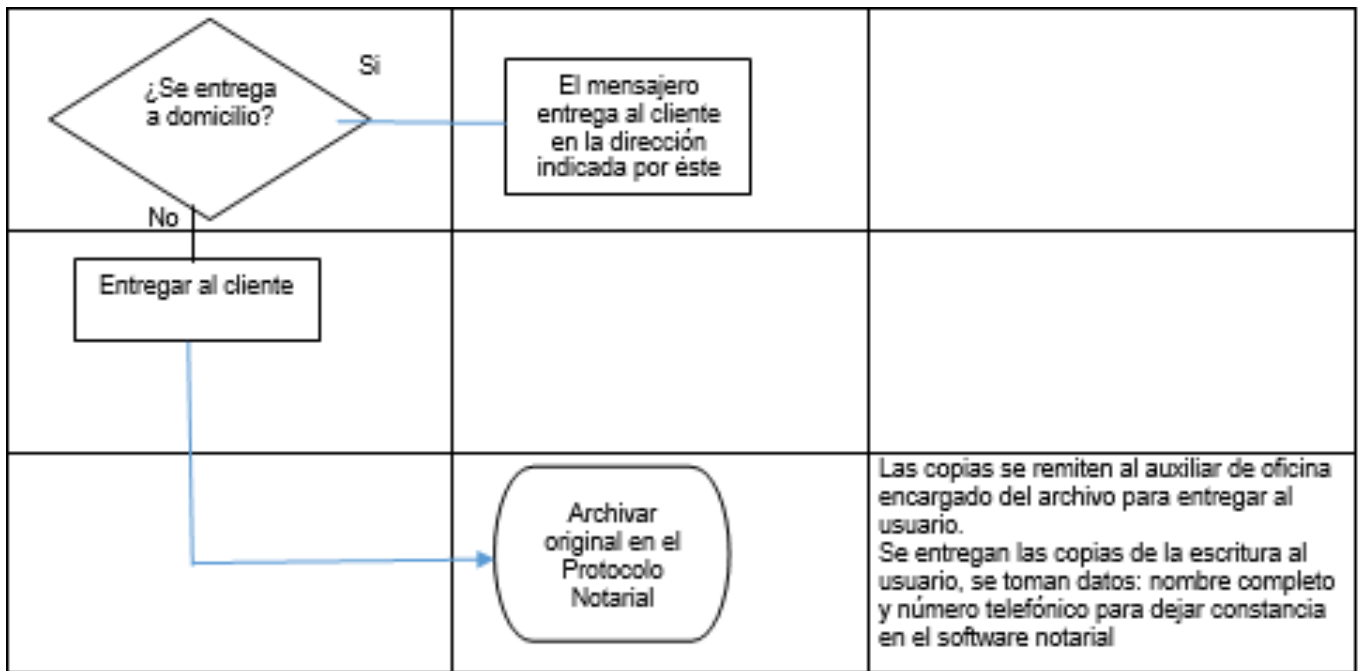 ¿Se entrega
a domicilio?
Si
El mensajero
entrega al cliente
en la dirección
indicada por éste
No
Entregar al cliente
Archivar
original en el
Protocolo
Notarial
Las copias se remiten al auxiliar de oficina
encargado del archivo para entregar al
usuario.
Se entregan las copias de la escritura al
usuario, se toman datos: nombre completo
y número telefónico para dejar constancia
en el software notarial